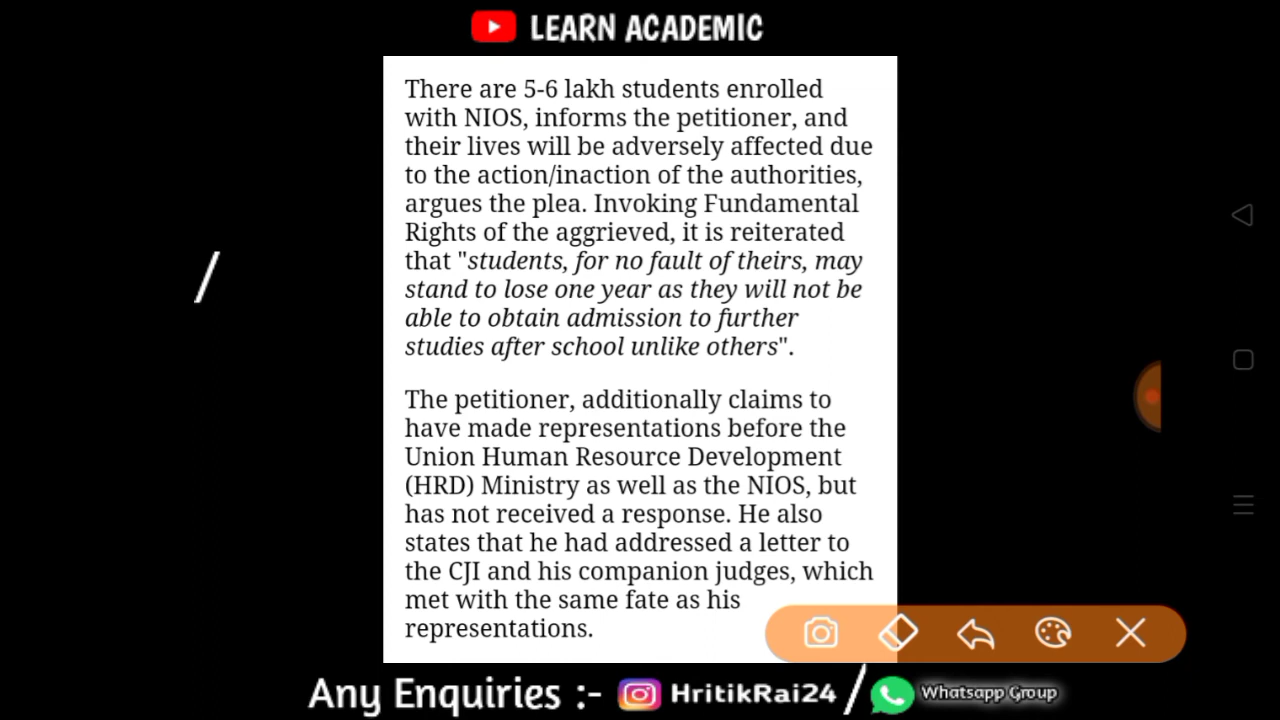 LEARN ACADEMIC
There are 5-6 lakh students enrolled
with NIOS, informs the petitioner, and
their lives will be adversely affected due
to the action/inaction of the authorities,
argues the plea. Invoking Fundamental
Rights of the aggrieved, it is reiterated
that "students, for no fault of theirs, may
stand to lose one year as they will not be
able to obtain admission to further
studies after school unlike others".
/
The petitioner, additionally claims to
have made representations before the
Union Human Resource Development
(HRD) Ministry as well as the NIOS, but
has not received a response. He also
states that he had addressed a letter to
the CJI and his companion judges, which
met with the same fate as his
representations.
Any Enquiries :- HritikRai24 / Whatsapp Group